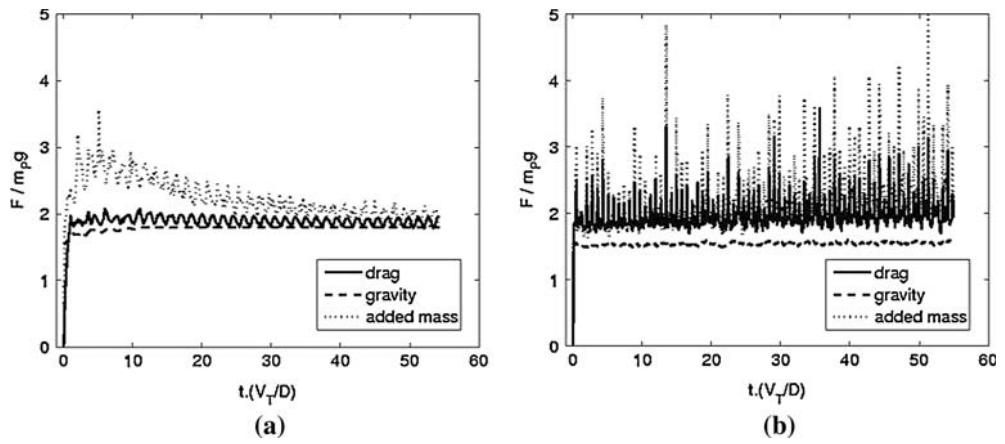 5
4
3
2
1
0
F / m_pg
drag
gravity
added mass
0 10 20 30 40 50 60
t.(V_T/D)
(a)
5
4
3
2
1
0
F / m_pg
drag
gravity
added mass
0 10 20 30 40 50 60
t.(V_T/D)
(b)